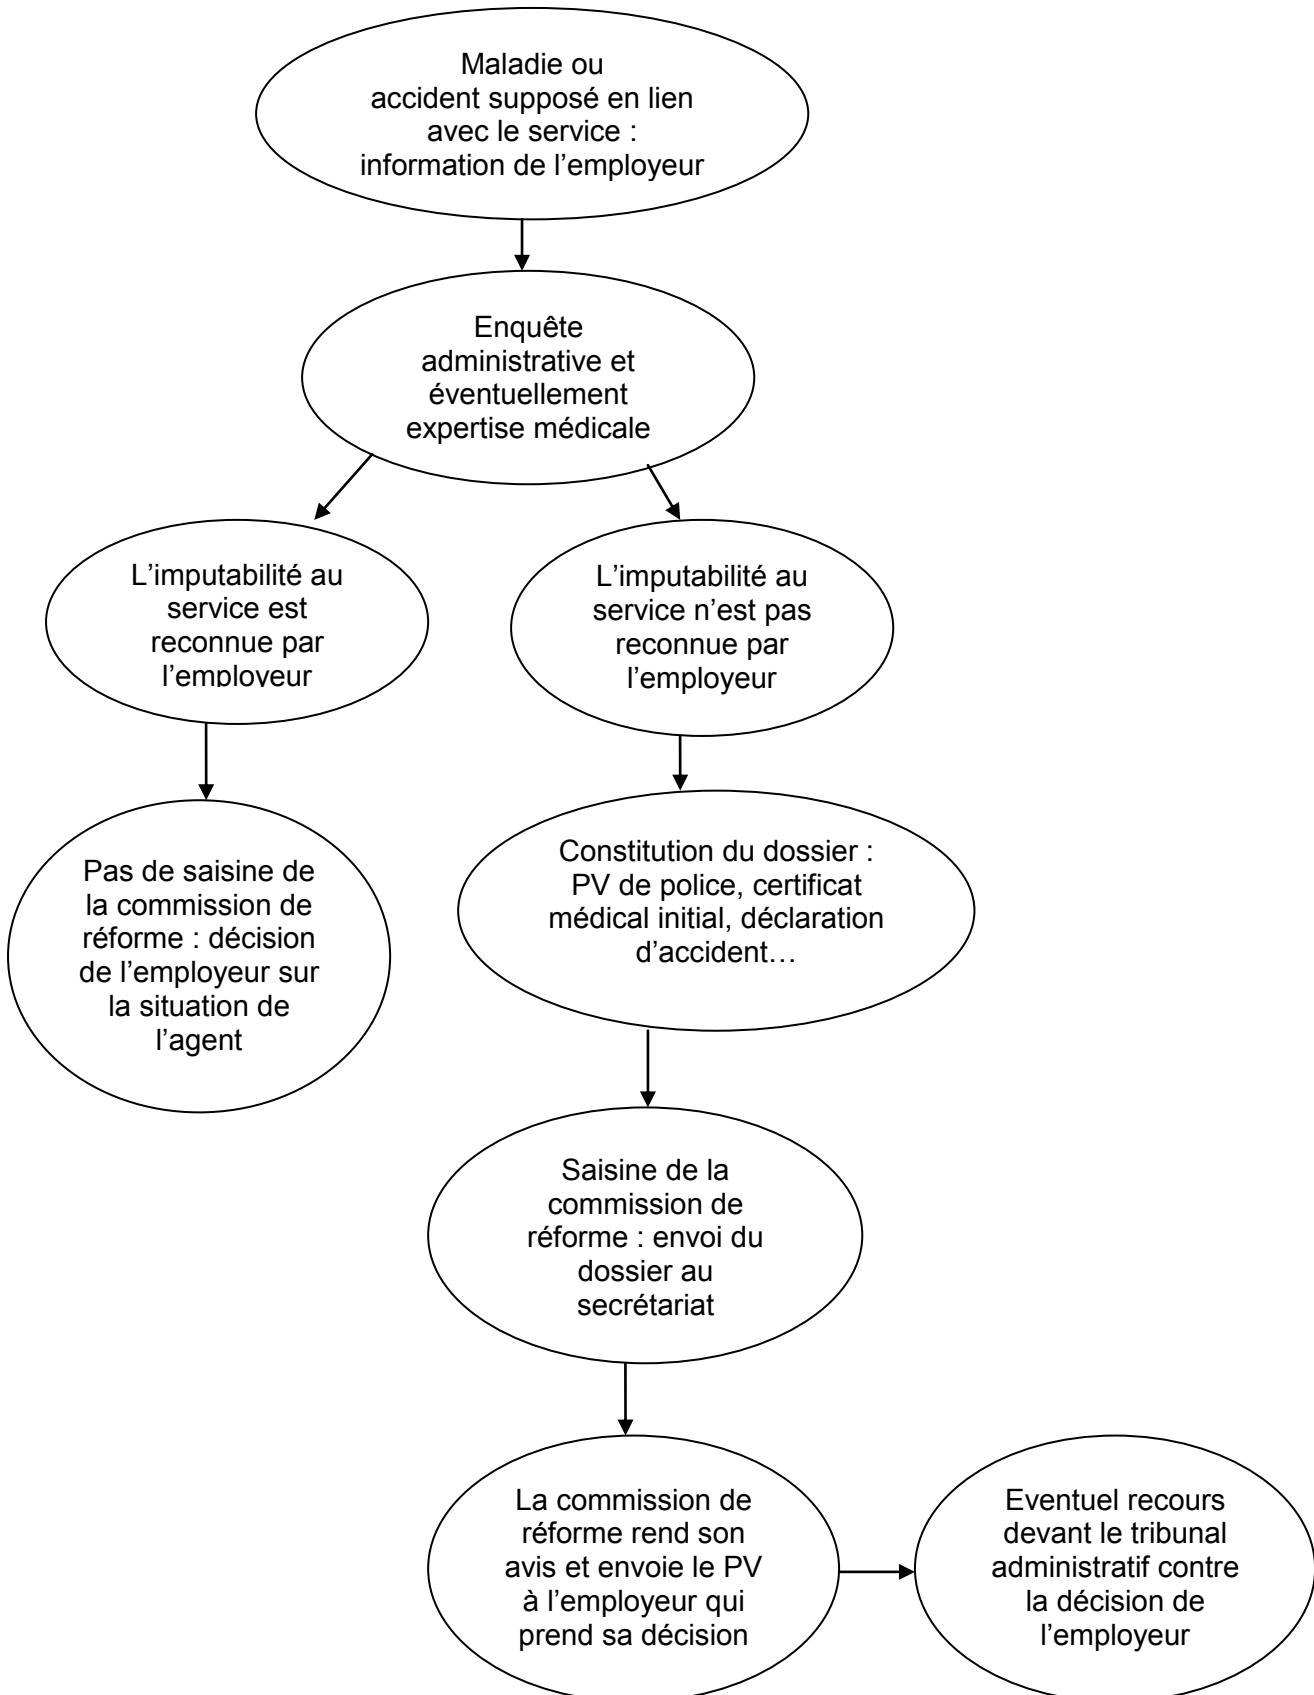 Maladie ou
accident supposé en lien
avec le service :
information de l’employeur
Enquête
administrative et
éventuellement
expertise médicale
L’imputabilité au
service est
reconnue par
l’employeur
L’imputabilité au
service n’est pas
reconnue par
l’employeur
Pas de saisine de
la commission de
réforme : décision
de l’employeur sur
la situation de
l’agent
Constitution du dossier :
PV de police, certificat
médical initial, déclaration
d’accident…
Saisine de la
commission de
réforme : envoi du
dossier au
secrétariat
La commission de
réforme rend son
avis et envoie le PV
à l’employeur qui
prend sa décision
Eventuel recours
devant le tribunal
administratif contre
la décision de
l’employeur